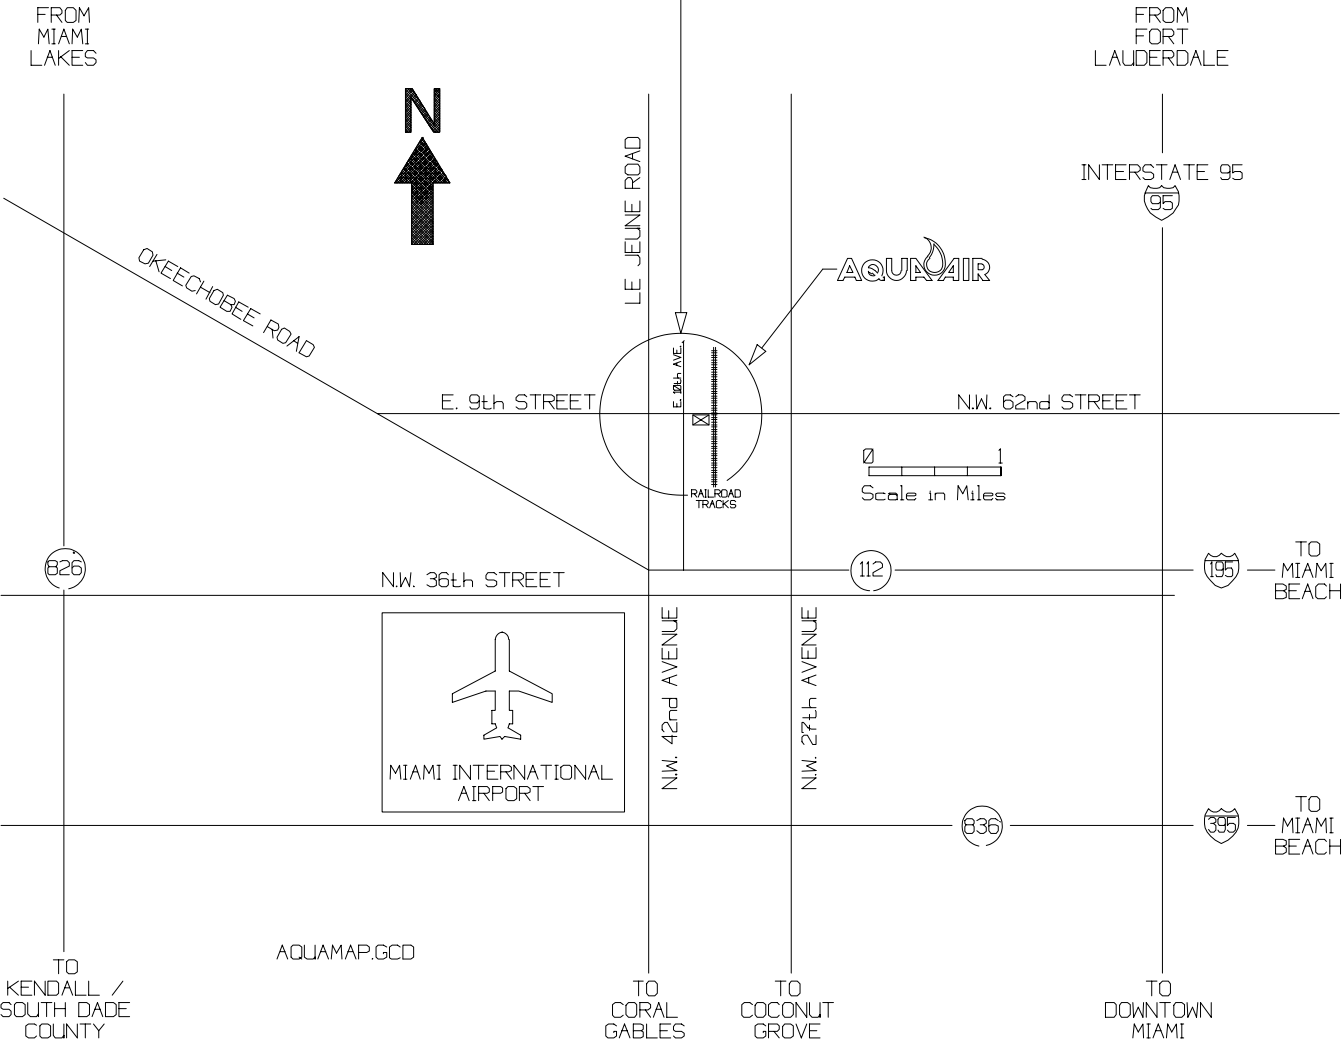 FROM
MIAMI
LAKES
FROM
FORT
LAUDERDALE
N
INTERSTATE 95
95
LE JEUNE ROAD
OKEECHOBEE ROAD
AQUA AIR
E. 10th AVE.
E. 9th STREET
N.W. 62nd STREET
0 1
Scale in Miles
RAILROAD
TRACKS
826
N.W. 36th STREET
112
195
TO
MIAMI
BEACH
N.W. 42nd AVENUE
N.W. 27th AVENUE
MIAMI INTERNATIONAL
AIRPORT
836
395
TO
MIAMI
BEACH
AQUAMAP.GCD
TO
KENDALL /
SOUTH DADE
COUNTY
TO
CORAL
GABLES
TO
COCONUT
GROVE
TO
DOWNTOWN
MIAMI